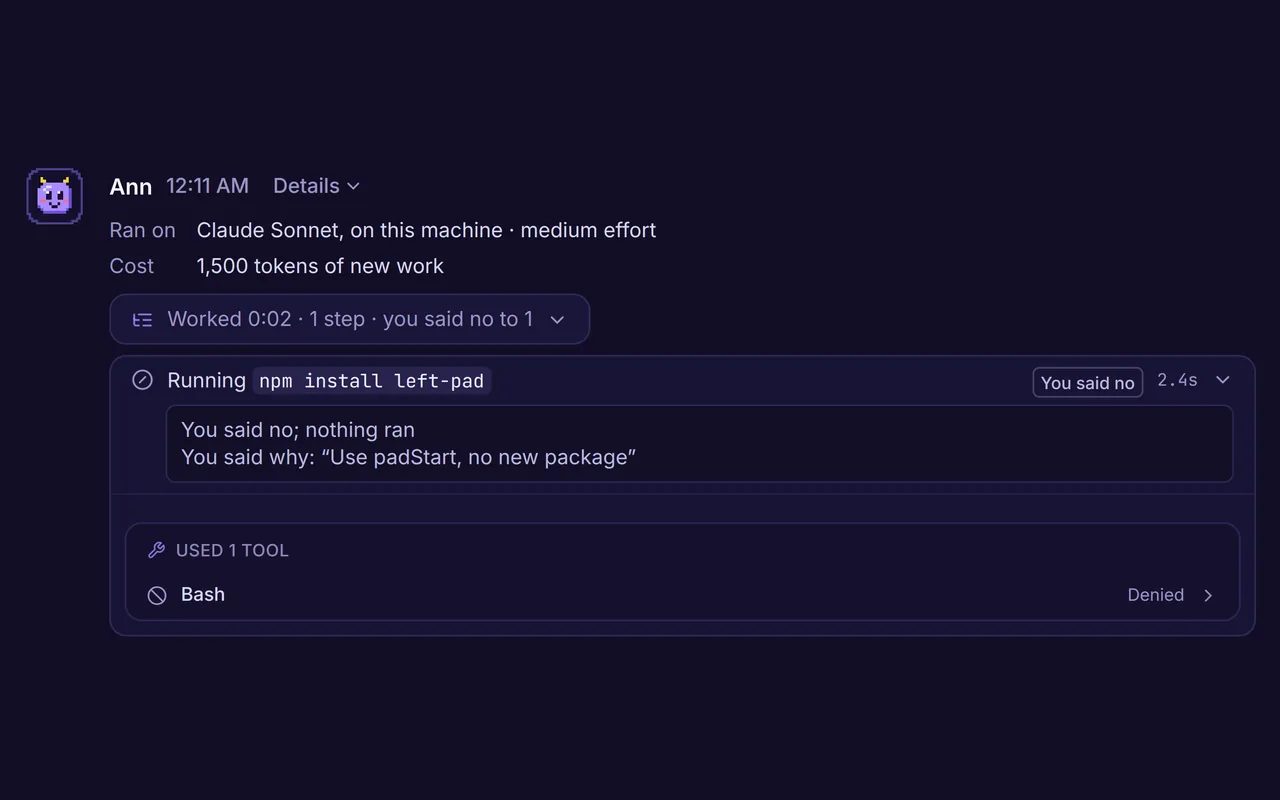 Ann 12:11 AM Details
Ran on Claude Sonnet, on this machine · medium effort
Cost 1,500 tokens of new work
Worked 0:02 · 1 step · you said no to 1
Running npm install left-pad You said no 2.4s
You said no; nothing ran
You said why: “Use padStart, no new package”
USED 1 TOOL
Bash Denied